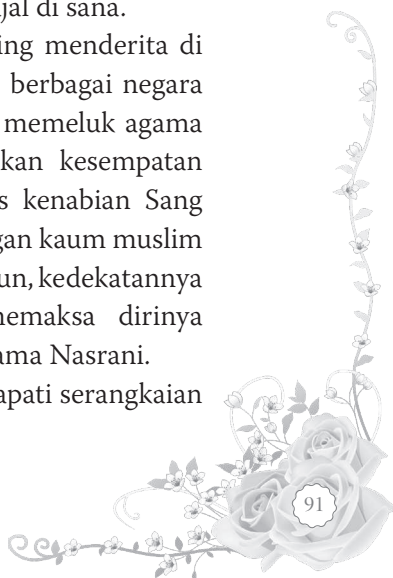 jal di sana.
ing menderita di
berbagai negara
memeluk agama
kan kesempatan
s kenabian Sang
gan kaum muslim
un, kedekatannya
nemaksa dirinya
ama Nasrani.
apati serangkaian
91